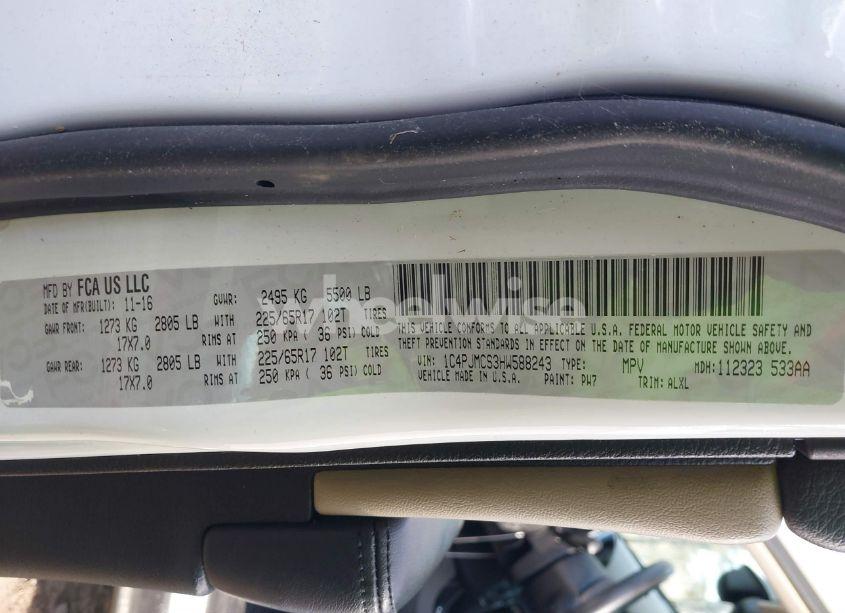 MFD BY FCA US LLC
DATE OF MFR(BUILT): 11-16 GVWR: 2495 KG 5500 LB
GAWR FRONT: 1273 KG 2805 LB WITH 225/65R17 102T TIRES
17X7.0 RIMS AT 250 KPA ( 36 PSI) COLD
GAWR REAR: 1273 KG 2805 LB WITH 225/65R17 102T TIRES
17X7.0 RIMS AT 250 KPA ( 36 PSI) COLD
THIS VEHICLE CONFORMS TO ALL APPLICABLE U.S.A. FEDERAL MOTOR VEHICLE SAFETY AND
THEFT PREVENTION STANDARDS IN EFFECT ON THE DATE OF MANUFACTURE SHOWN ABOVE.
VIN: 1C4PJMCS3HW588243 TYPE: MPV MDH: 112323 533AA
VEHICLE MADE IN U.S.A. PAINT: PW7 TRIM: ALXL
wheelwise